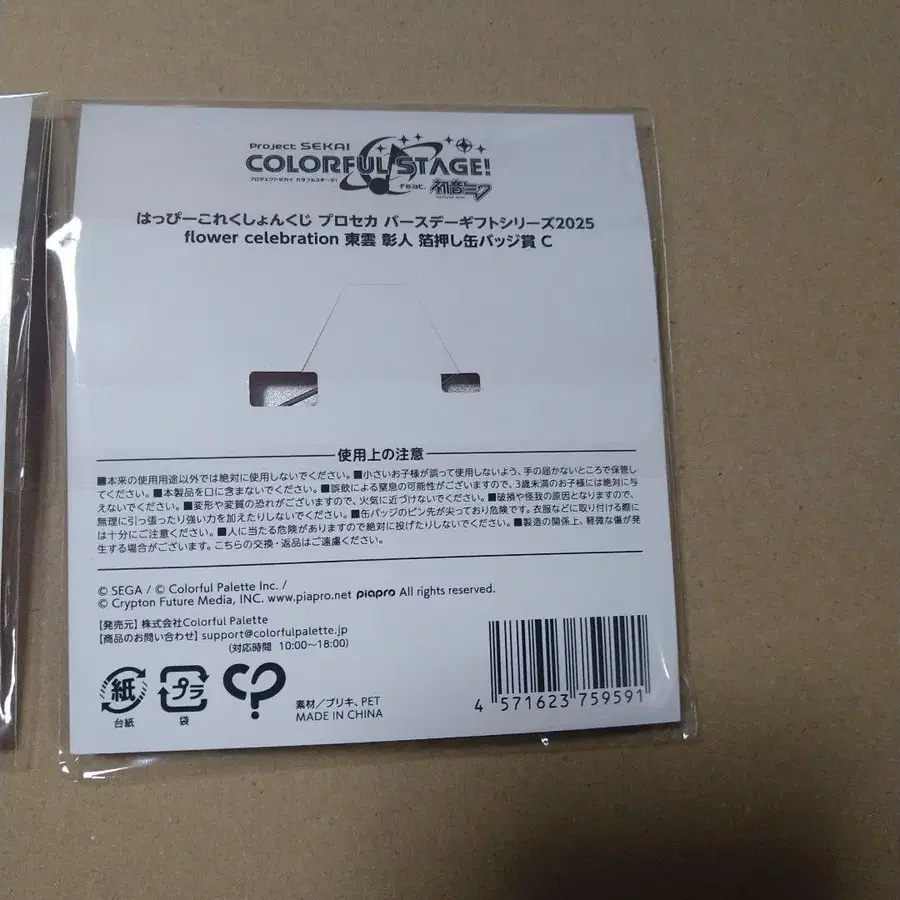 Project SEKAI
COLORFUL STAGE!
プロジェクトセカイ カラフルステージ!
feat. 初音ミク
はっぴーこれくしょんくじ プロセカ バースデーギフトシリーズ2025
flower celebration 東雲 彰人 箔押し缶バッジ賞 C
使用上の注意
■本来の使用用途以外では絶対に使用しないでください。■小さいお子様が誤って使用しないよう、手の届かないところで保管し
てください。■本製品を口に含まないでください。■誤飲による窒息の可能性がございますので、3歳未満のお子様には絶対に与
えないでください。■変形や変質の恐れがございますので、火気に近づけないでください。■破損や怪我の原因となりますので、
無理に引っ張ったり強い力を加えたりしないでください。■缶バッジのピン先が尖っており危険です。衣服などに取り付ける際に
は十分にご注意ください。■人に当たる危険がありますので絶対に投げたりしないでください。■製造の関係上、軽微な傷が発
生する場合がございます。こちらの交換・返品はご遠慮ください。
© SEGA / © Colorful Palette Inc. /
© Crypton Future Media, INC. www.piapro.net piapro All rights reserved.
【発売元】株式会社Colorful Palette
【商品のお問い合わせ】support@colorfulpalette.jp
(対応時間 10:00〜18:00)
紙
台紙
プラ
袋
素材/ブリキ、PET
MADE IN CHINA
4 571623 759591